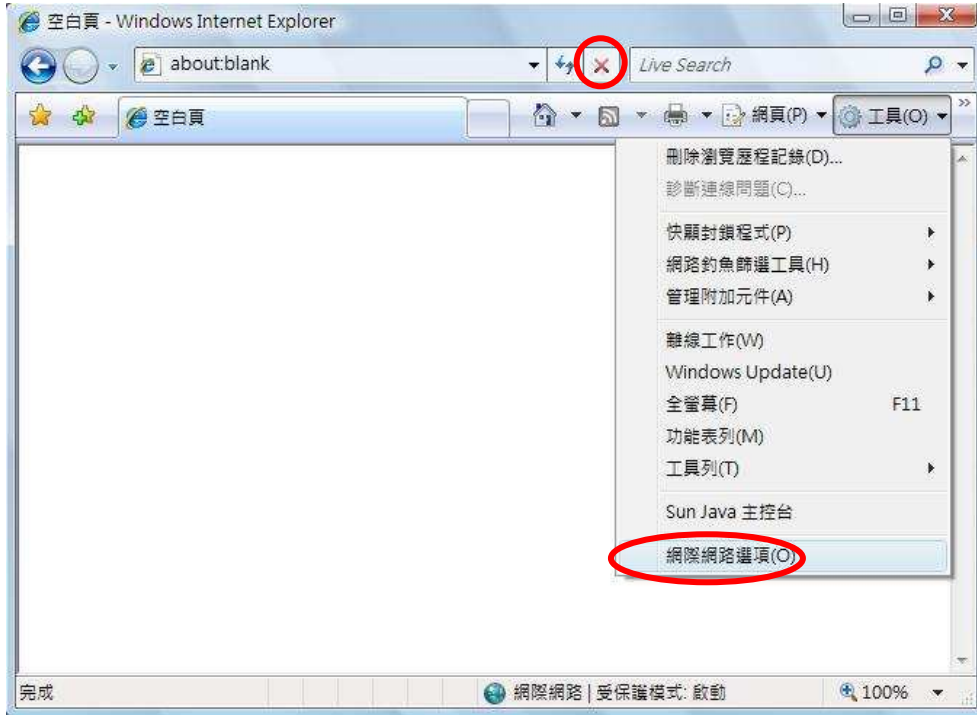 空白頁 - Windows Internet Explorer
about:blank
Live Search
空白頁
網頁(P)
工具(O)
刪除瀏覽歷程記錄(D)...
診斷連線問題(C)...
快顯封鎖程式(P)
網路釣魚篩選工具(H)
管理附加元件(A)
離線工作(W)
Windows Update(U)
全螢幕(F) F11
功能表列(M)
工具列(T)
Sun Java 主控台
網際網路選項(O)
完成
網際網路 | 受保護模式: 啟動
100%